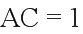 AC = 1